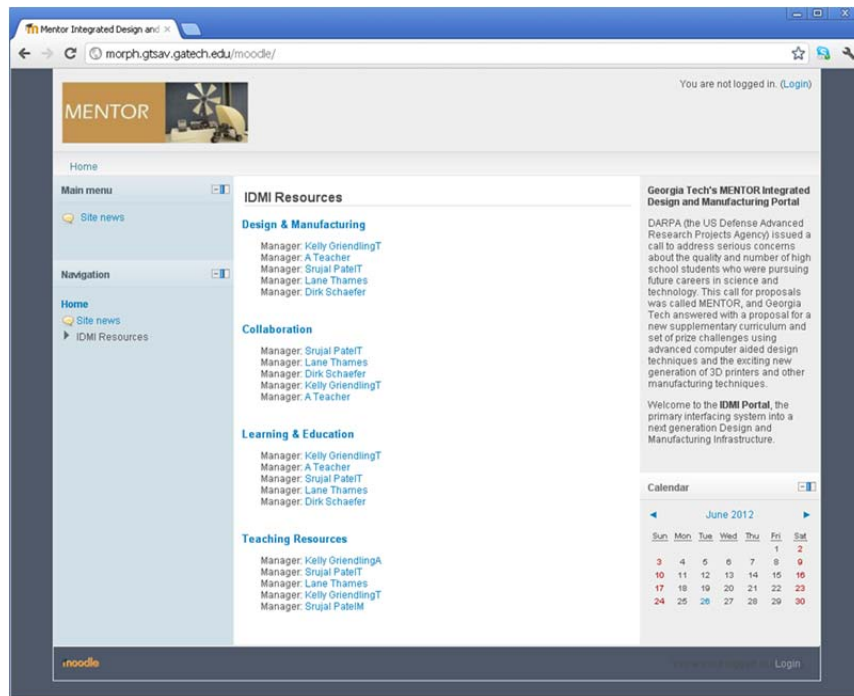 Mentor Integrated Design and
morph.gtsav.gatech.edu/moodle/
You are not logged in. (Login)
MENTOR
Home
Main menu
Site news
Navigation
Home
Site news
IDMI Resources
IDMI Resources
Design & Manufacturing
Manager: Kelly GriendlingT
Manager: A Teacher
Manager: Srujal PatelT
Manager: Lane Thames
Manager: Dirk Schaefer
Collaboration
Manager: Srujal PatelT
Manager: Lane Thames
Manager: Dirk Schaefer
Manager: Kelly GriendlingT
Manager: A Teacher
Learning & Education
Manager: Kelly GriendlingT
Manager: A Teacher
Manager: Srujal PatelT
Manager: Lane Thames
Manager: Dirk Schaefer
Teaching Resources
Manager: Kelly GriendlingA
Manager: Srujal PatelT
Manager: Lane Thames
Manager: Kelly GriendlingT
Manager: Srujal PatelM
Georgia Tech's MENTOR Integrated
Design and Manufacturing Portal
DARPA (the US Defense Advanced
Research Projects Agency) issued a
call to address serious concerns
about the quality and number of high
school students who were pursuing
future careers in science and
technology. This call for proposals
was called MENTOR, and Georgia
Tech answered with a proposal for a
new supplementary curriculum and
set of prize challenges using
advanced computer aided design
techniques and the exciting new
generation of 3D printers and other
manufacturing techniques.
Welcome to the IDMI Portal, the
primary interfacing system into a
next generation Design and
Manufacturing Infrastructure.
Calendar
June 2012
Sun Mon Tue Wed Thu Fri Sat
1 2
3 4 5 6 7 8 9
10 11 12 13 14 15 16
17 18 19 20 21 22 23
24 25 26 27 28 29 30
moodle
You are not logged in. (Login)